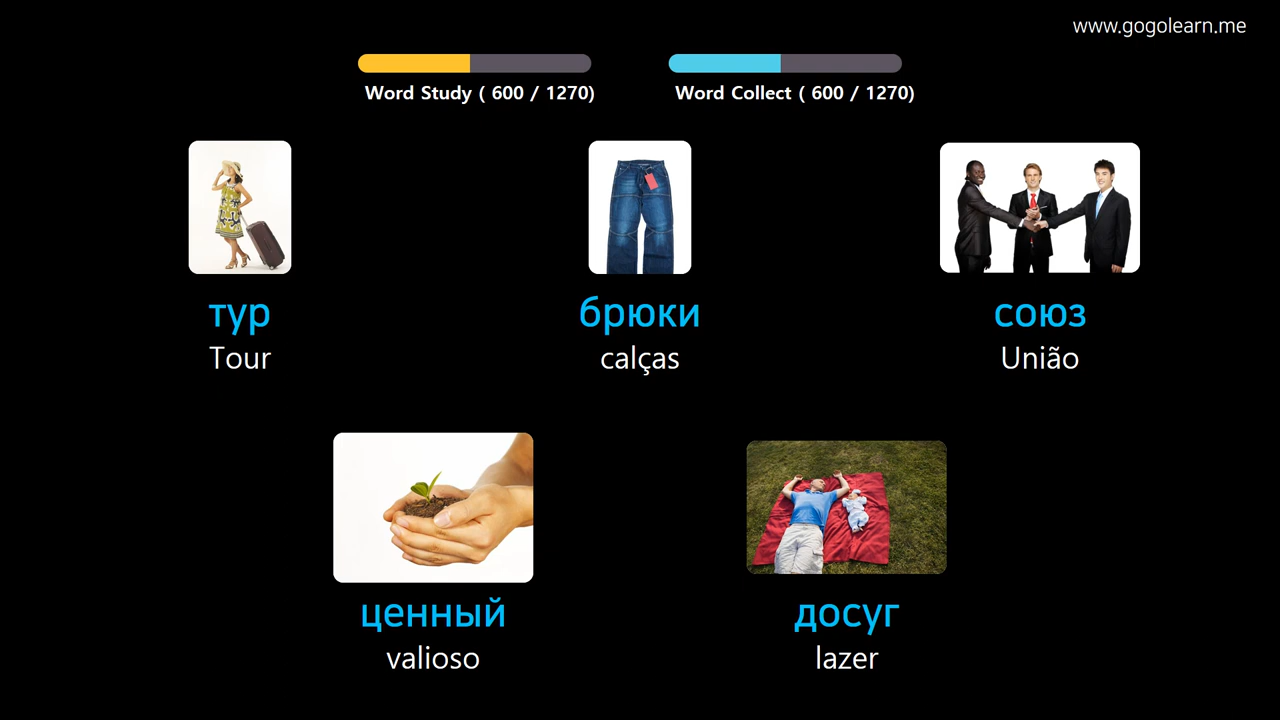 www.gogolearn.me
Word Study ( 600 / 1270)
Word Collect ( 600 / 1270)
тур
Tour
брюки
calças
союз
União
ценный
valioso
досуг
lazer